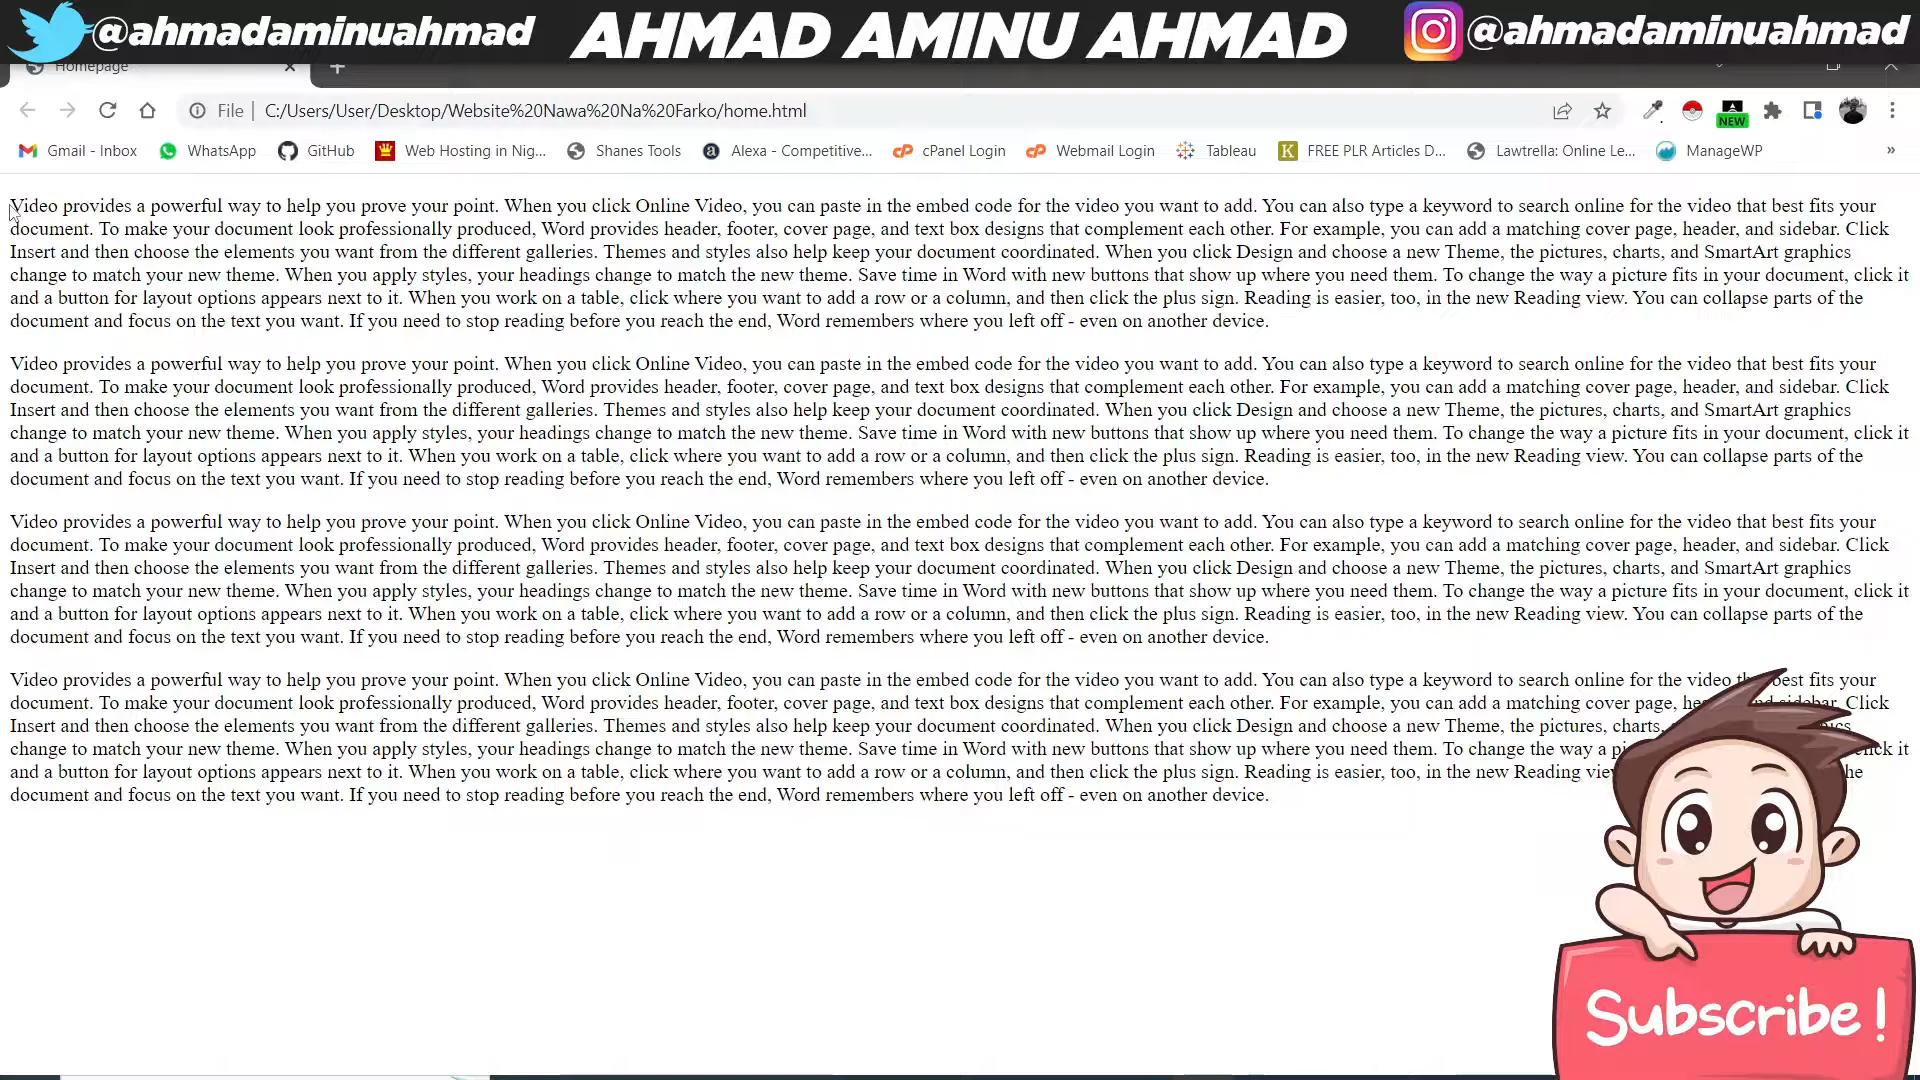 @ahmadaminuahmad AHMAD AMINU AHMAD @ahmadaminuahmad
Homepage
File C:/Users/User/Desktop/Website%20Nawa%20Na%20Farko/home.html
NEW
Gmail - Inbox WhatsApp GitHub Web Hosting in Nig... Shanes Tools Alexa - Competitive... cPanel Login Webmail Login Tableau FREE PLR Articles D... Lawtrella: Online Le... ManageWP »
Video provides a powerful way to help you prove your point. When you click Online Video, you can paste in the embed code for the video you want to add. You can also type a keyword to search online for the video that best fits your
document. To make your document look professionally produced, Word provides header, footer, cover page, and text box designs that complement each other. For example, you can add a matching cover page, header, and sidebar. Click
Insert and then choose the elements you want from the different galleries. Themes and styles also help keep your document coordinated. When you click Design and choose a new Theme, the pictures, charts, and SmartArt graphics
change to match your new theme. When you apply styles, your headings change to match the new theme. Save time in Word with new buttons that show up where you need them. To change the way a picture fits in your document, click it
and a button for layout options appears next to it. When you work on a table, click where you want to add a row or a column, and then click the plus sign. Reading is easier, too, in the new Reading view. You can collapse parts of the
document and focus on the text you want. If you need to stop reading before you reach the end, Word remembers where you left off - even on another device.
Video provides a powerful way to help you prove your point. When you click Online Video, you can paste in the embed code for the video you want to add. You can also type a keyword to search online for the video that best fits your
document. To make your document look professionally produced, Word provides header, footer, cover page, and text box designs that complement each other. For example, you can add a matching cover page, header, and sidebar. Click
Insert and then choose the elements you want from the different galleries. Themes and styles also help keep your document coordinated. When you click Design and choose a new Theme, the pictures, charts, and SmartArt graphics
change to match your new theme. When you apply styles, your headings change to match the new theme. Save time in Word with new buttons that show up where you need them. To change the way a picture fits in your document, click it
and a button for layout options appears next to it. When you work on a table, click where you want to add a row or a column, and then click the plus sign. Reading is easier, too, in the new Reading view. You can collapse parts of the
document and focus on the text you want. If you need to stop reading before you reach the end, Word remembers where you left off - even on another device.
Video provides a powerful way to help you prove your point. When you click Online Video, you can paste in the embed code for the video you want to add. You can also type a keyword to search online for the video that best fits your
document. To make your document look professionally produced, Word provides header, footer, cover page, and text box designs that complement each other. For example, you can add a matching cover page, header, and sidebar. Click
Insert and then choose the elements you want from the different galleries. Themes and styles also help keep your document coordinated. When you click Design and choose a new Theme, the pictures, charts, and SmartArt graphics
change to match your new theme. When you apply styles, your headings change to match the new theme. Save time in Word with new buttons that show up where you need them. To change the way a picture fits in your document, click it
and a button for layout options appears next to it. When you work on a table, click where you want to add a row or a column, and then click the plus sign. Reading is easier, too, in the new Reading view. You can collapse parts of the
document and focus on the text you want. If you need to stop reading before you reach the end, Word remembers where you left off - even on another device.
Video provides a powerful way to help you prove your point. When you click Online Video, you can paste in the embed code for the video you want to add. You can also type a keyword to search online for the video best fits your
document. To make your document look professionally produced, Word provides header, footer, cover page, and text box designs that complement each other. For example, you can add a matching cover page, sidebar. Click
Insert and then choose the elements you want from the different galleries. Themes and styles also help keep your document coordinated. When you click Design and choose a new Theme, the pictures, charts,
change to match your new theme. When you apply styles, your headings change to match the new theme. Save time in Word with new buttons that show up where you need them. To change the way a it
and a button for layout options appears next to it. When you work on a table, click where you want to add a row or a column, and then click the plus sign. Reading is easier, too, in the new Reading
document and focus on the text you want. If you need to stop reading before you reach the end, Word remembers where you left off - even on another device.
Subscribe!